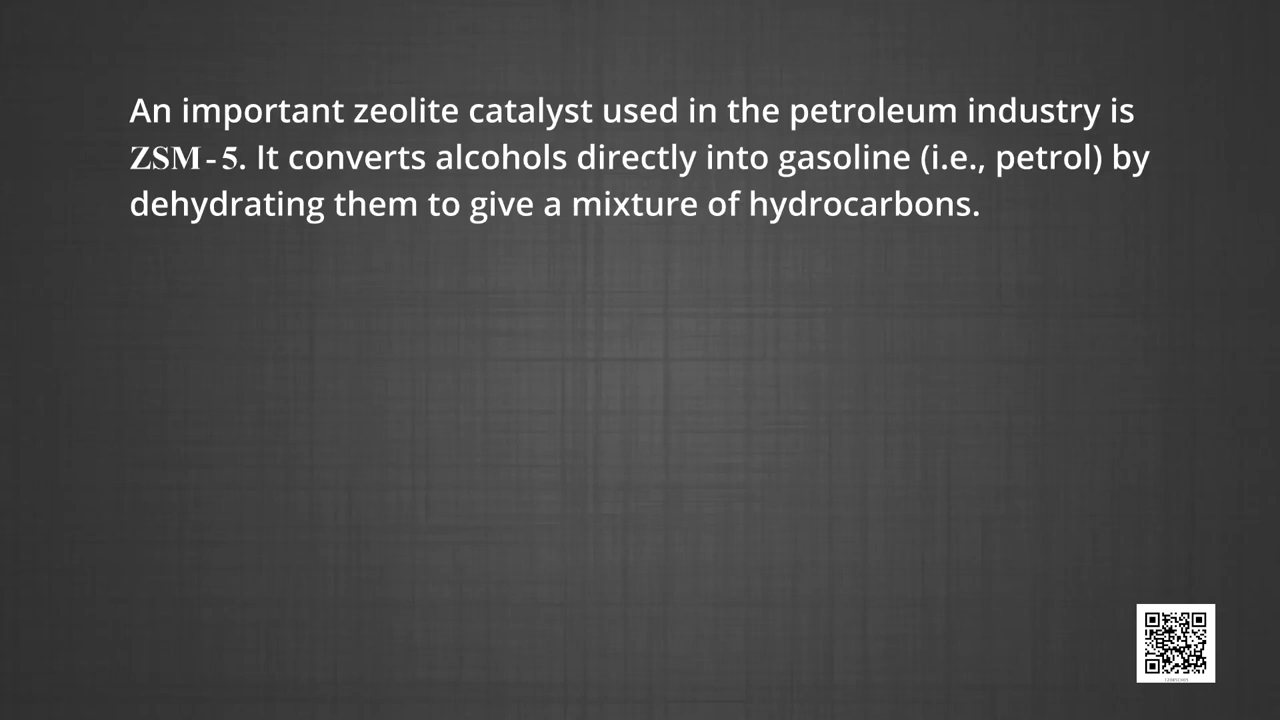 An important zeolite catalyst used in the petroleum industry is
ZSM-5. It converts alcohols directly into gasoline (i.e., petrol) by
dehydrating them to give a mixture of hydrocarbons.